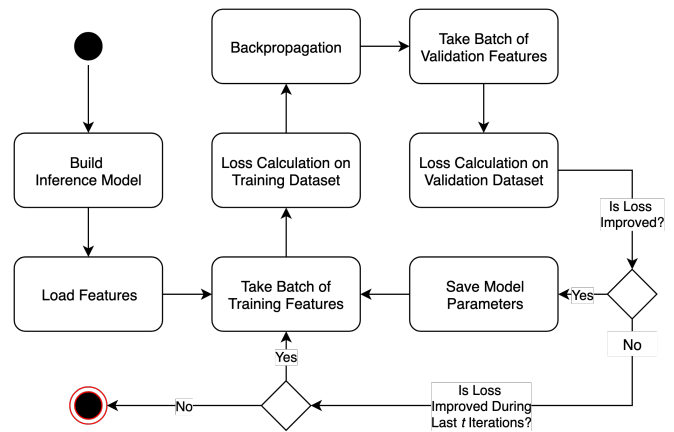 Backpropagation
Take Batch of
Validation Features
Build
Inference Model
Loss Calculation on
Training Dataset
Loss Calculation on
Validation Dataset
Is Loss
Improved?
Load Features
Take Batch of
Training Features
Save Model
Parameters
Yes
No
Yes
No
Is Loss
Improved During
Last t Iterations?